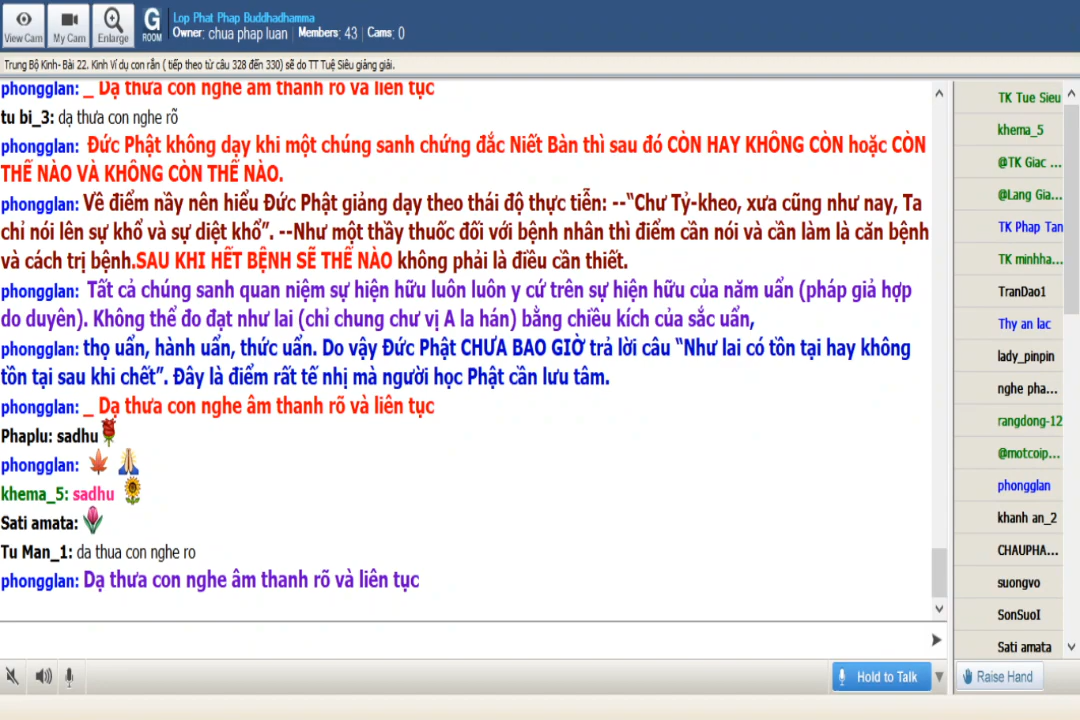 View Cam
My Cam
Enlarge
G
ROOM
Lop Phat Phap Buddhadhamma
Owner: chua phap luan | Members: 43 | Cams: 0
Trung Bộ Kinh- Bài 22. Kinh Ví dụ con rắn ( tiếp theo từ câu 328 đến 330) sẽ do TT Tuệ Siêu giảng giải.
phongglan: _ Dạ thưa con nghe âm thanh rõ và liên tục
tu bi_3: dạ thưa con nghe rõ
phongglan: Đức Phật không dạy khi một chúng sanh chứng đắc Niết Bàn thì sau đó CÒN HAY KHÔNG CÒN hoặc CÒN
THẾ NÀO VÀ KHÔNG CÒN THẾ NÀO.
phongglan: Về điểm nầy nên hiểu Đức Phật giảng dạy theo thái độ thực tiễn: --“Chư Tỷ-kheo, xưa cũng như nay, Ta
chỉ nói lên sự khổ và sự diệt khổ”. --Như một thầy thuốc đối với bệnh nhân thì điểm cần nói và cần làm là căn bệnh
và cách trị bệnh.SAU KHI HẾT BỆNH SẼ THẾ NÀO không phải là điều cần thiết.
phongglan: Tất cả chúng sanh quan niệm sự hiện hữu luôn luôn y cứ trên sự hiện hữu của năm uẩn (pháp giả hợp
do duyên). Không thể đo đạt như lai (chỉ chung chư vị A la hán) bằng chiều kích của sắc uẩn,
phongglan: thọ uẩn, hành uẩn, thức uẩn. Do vậy Đức Phật CHƯA BAO GIỜ trả lời câu “Như lai có tồn tại hay không
tồn tại sau khi chết”. Đây là điểm rất tế nhị mà người học Phật cần lưu tâm.
phongglan: _ Dạ thưa con nghe âm thanh rõ và liên tục
Phaplu: sadhu
phongglan:
khema_5: sadhu
Sati amata:
Tu Man_1: da thua con nghe ro
phongglan: Dạ thưa con nghe âm thanh rõ và liên tục
Hold to Talk
TK Tue Sieu
khema_5
@TK Giac ...
@Lang Gia...
TK Phap Tan
TK minhha...
TranDao1
Thy an lac
lady_pinpin
nghe pha...
rangdong-12
@motcoip...
phongglan
khanh an_2
CHAUPHA...
suongvo
SonSuoI
Sati amata
Raise Hand